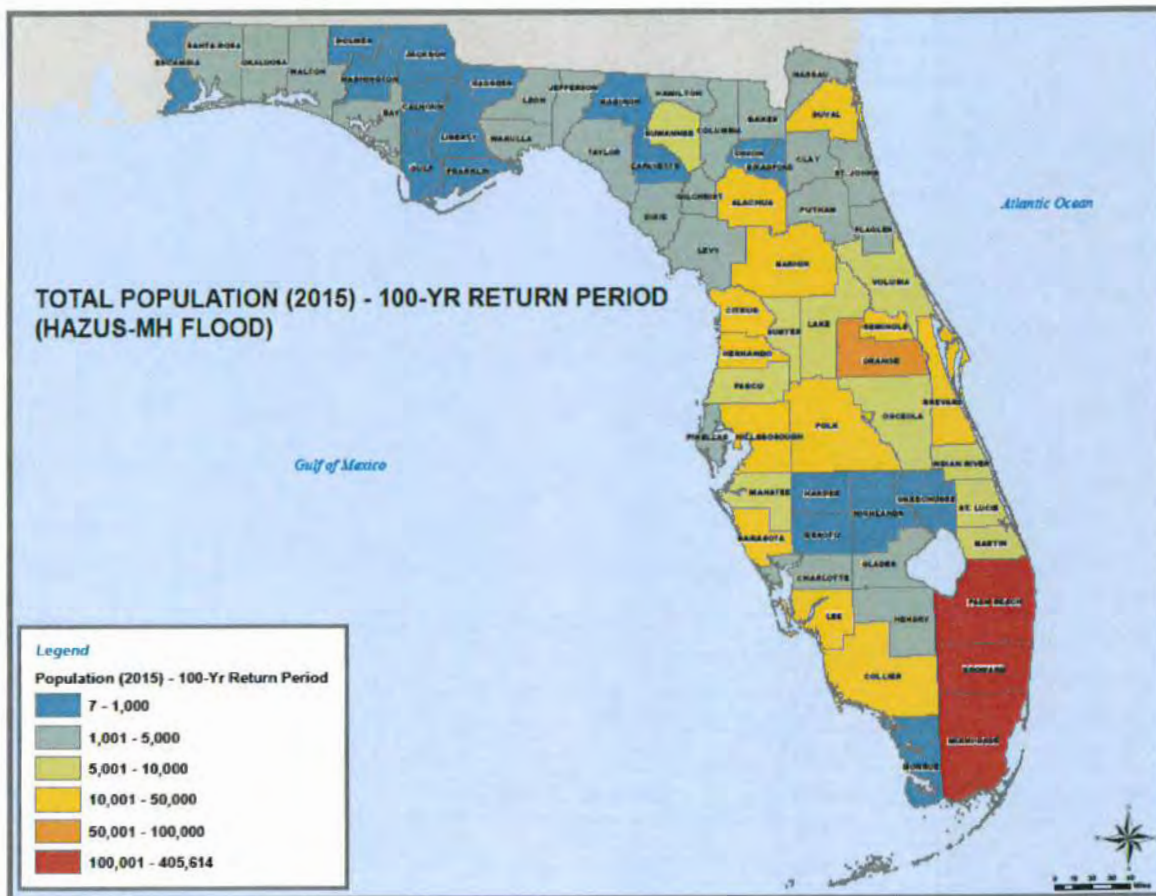 HOLMES
SANTA ROSA
JACKSON
ESCAMBIA
OKALOOSA
WALTON
WASHINGTON
GADSDEN
NASSAU
BAY
CALHOUN
LEON
JEFFERSON
MADISON
HAMILTON
BAKER
DUVAL
LIBERTY
WAKULLA
SUWANNEE
COLUMBIA
TAYLOR
LAFAYETTE
UNION
BRADFORD
CLAY
ST. JOHNS
GULF
FRANKLIN
GILCHRIST
ALACHUA
PUTNAM
DIXIE
FLAGLER
Atlantic Ocean
LEVY
MARION
VOLUSIA
TOTAL POPULATION (2015) - 100-YR RETURN PERIOD
(HAZUS-MH FLOOD)
CITRUS
SUMTER
LAKE
SEMINOLE
HERNANDO
ORANGE
PASCO
BREVARD
OSCEOLA
PINELLAS
HILLSBOROUGH
POLK
Gulf of Mexico
INDIAN RIVER
MANATEE
HARDEE
HIGHLANDS
OKEECHOBEE
ST. LUCIE
SARASOTA
DESOTO
MARTIN
CHARLOTTE
GLADES
PALM BEACH
LEE
HENDRY
BROWARD
COLLIER
MIAMI-DADE
MONROE
Legend
Population (2015) - 100-Yr Return Period
7 - 1,000
1,001 - 5,000
5,001 - 10,000
10,001 - 50,000
50,001 - 100,000
100,001 - 405,614